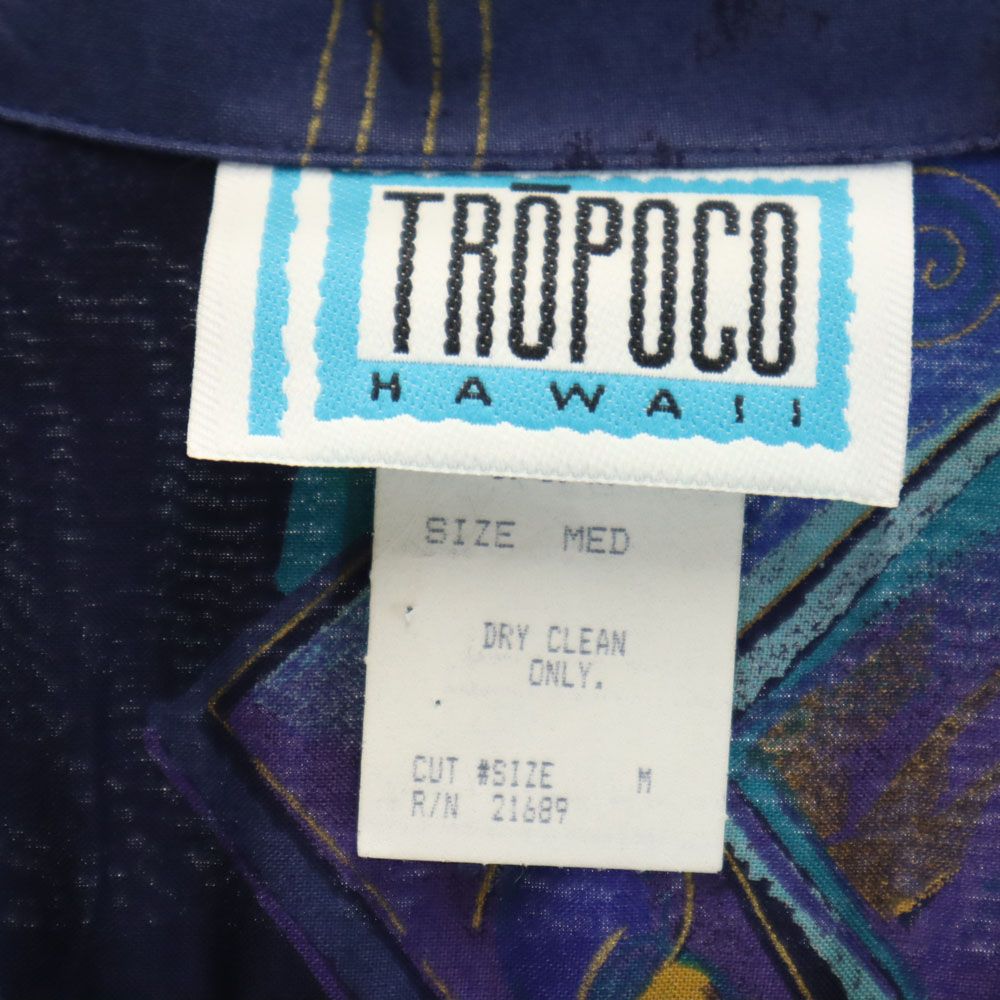 TRŌPOCO
HAWAII
SIZE MED
DRY CLEAN
ONLY.
CUT #SIZE M
R/N 21689